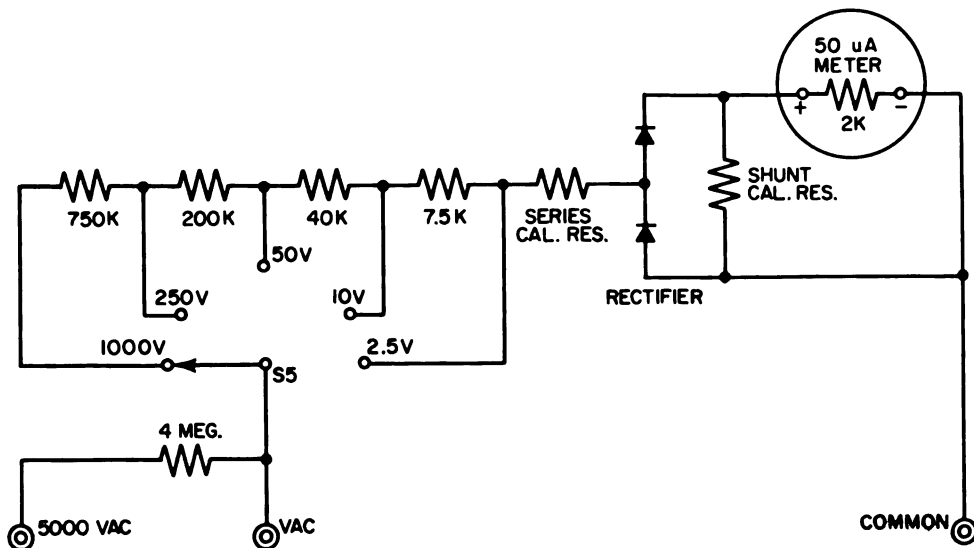 50 uA
METER
+
-
2K
SHUNT
CAL. RES.
750K
200K
40K
7.5K
SERIES
CAL. RES.
50V
250V
10V
RECTIFIER
1000V
2.5V
S5
4 MEG.
5000 VAC
VAC
COMMON